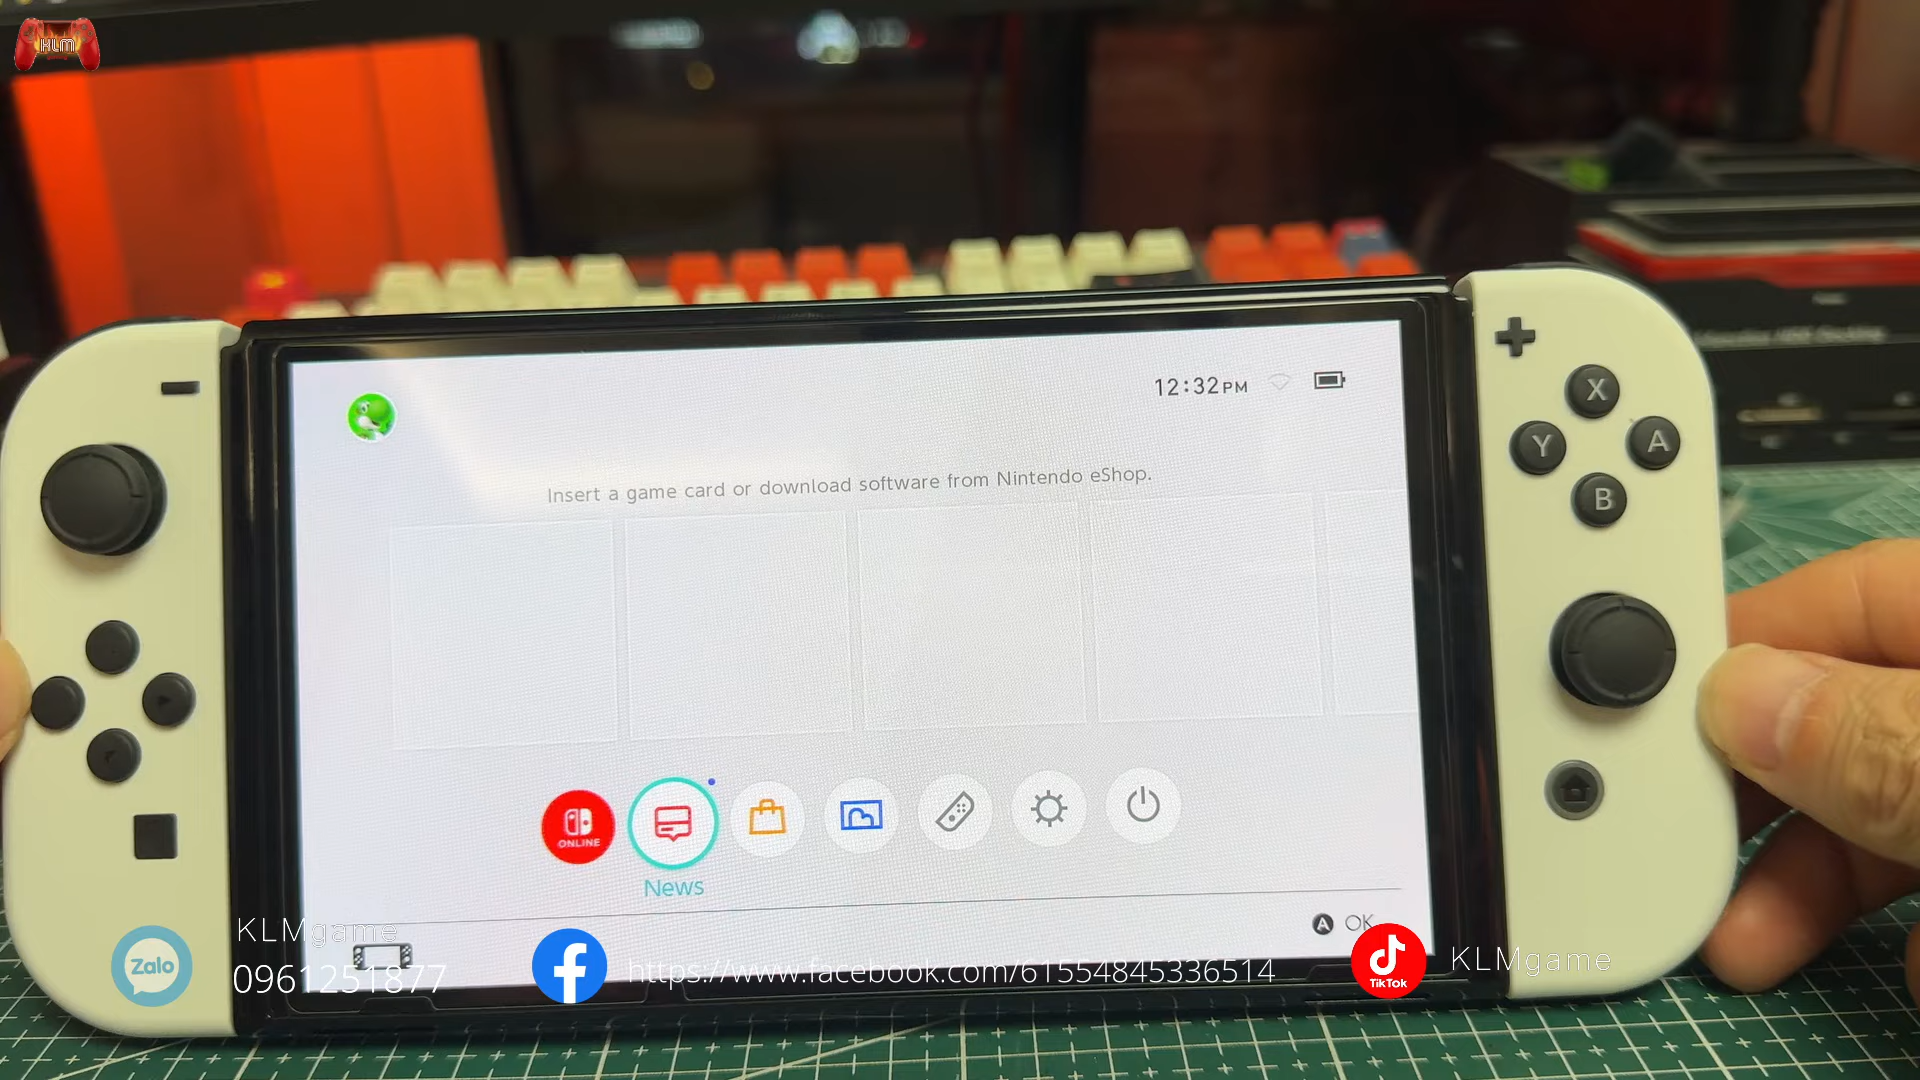 KLM
12:32PM
Insert a game card or download software from Nintendo eShop.
X
Y
A
B
ONLINE
News
A OK
Zalo
KLMgame
0961251877
https://www.facebook.com/61554845336514
TikTok
KLMgame